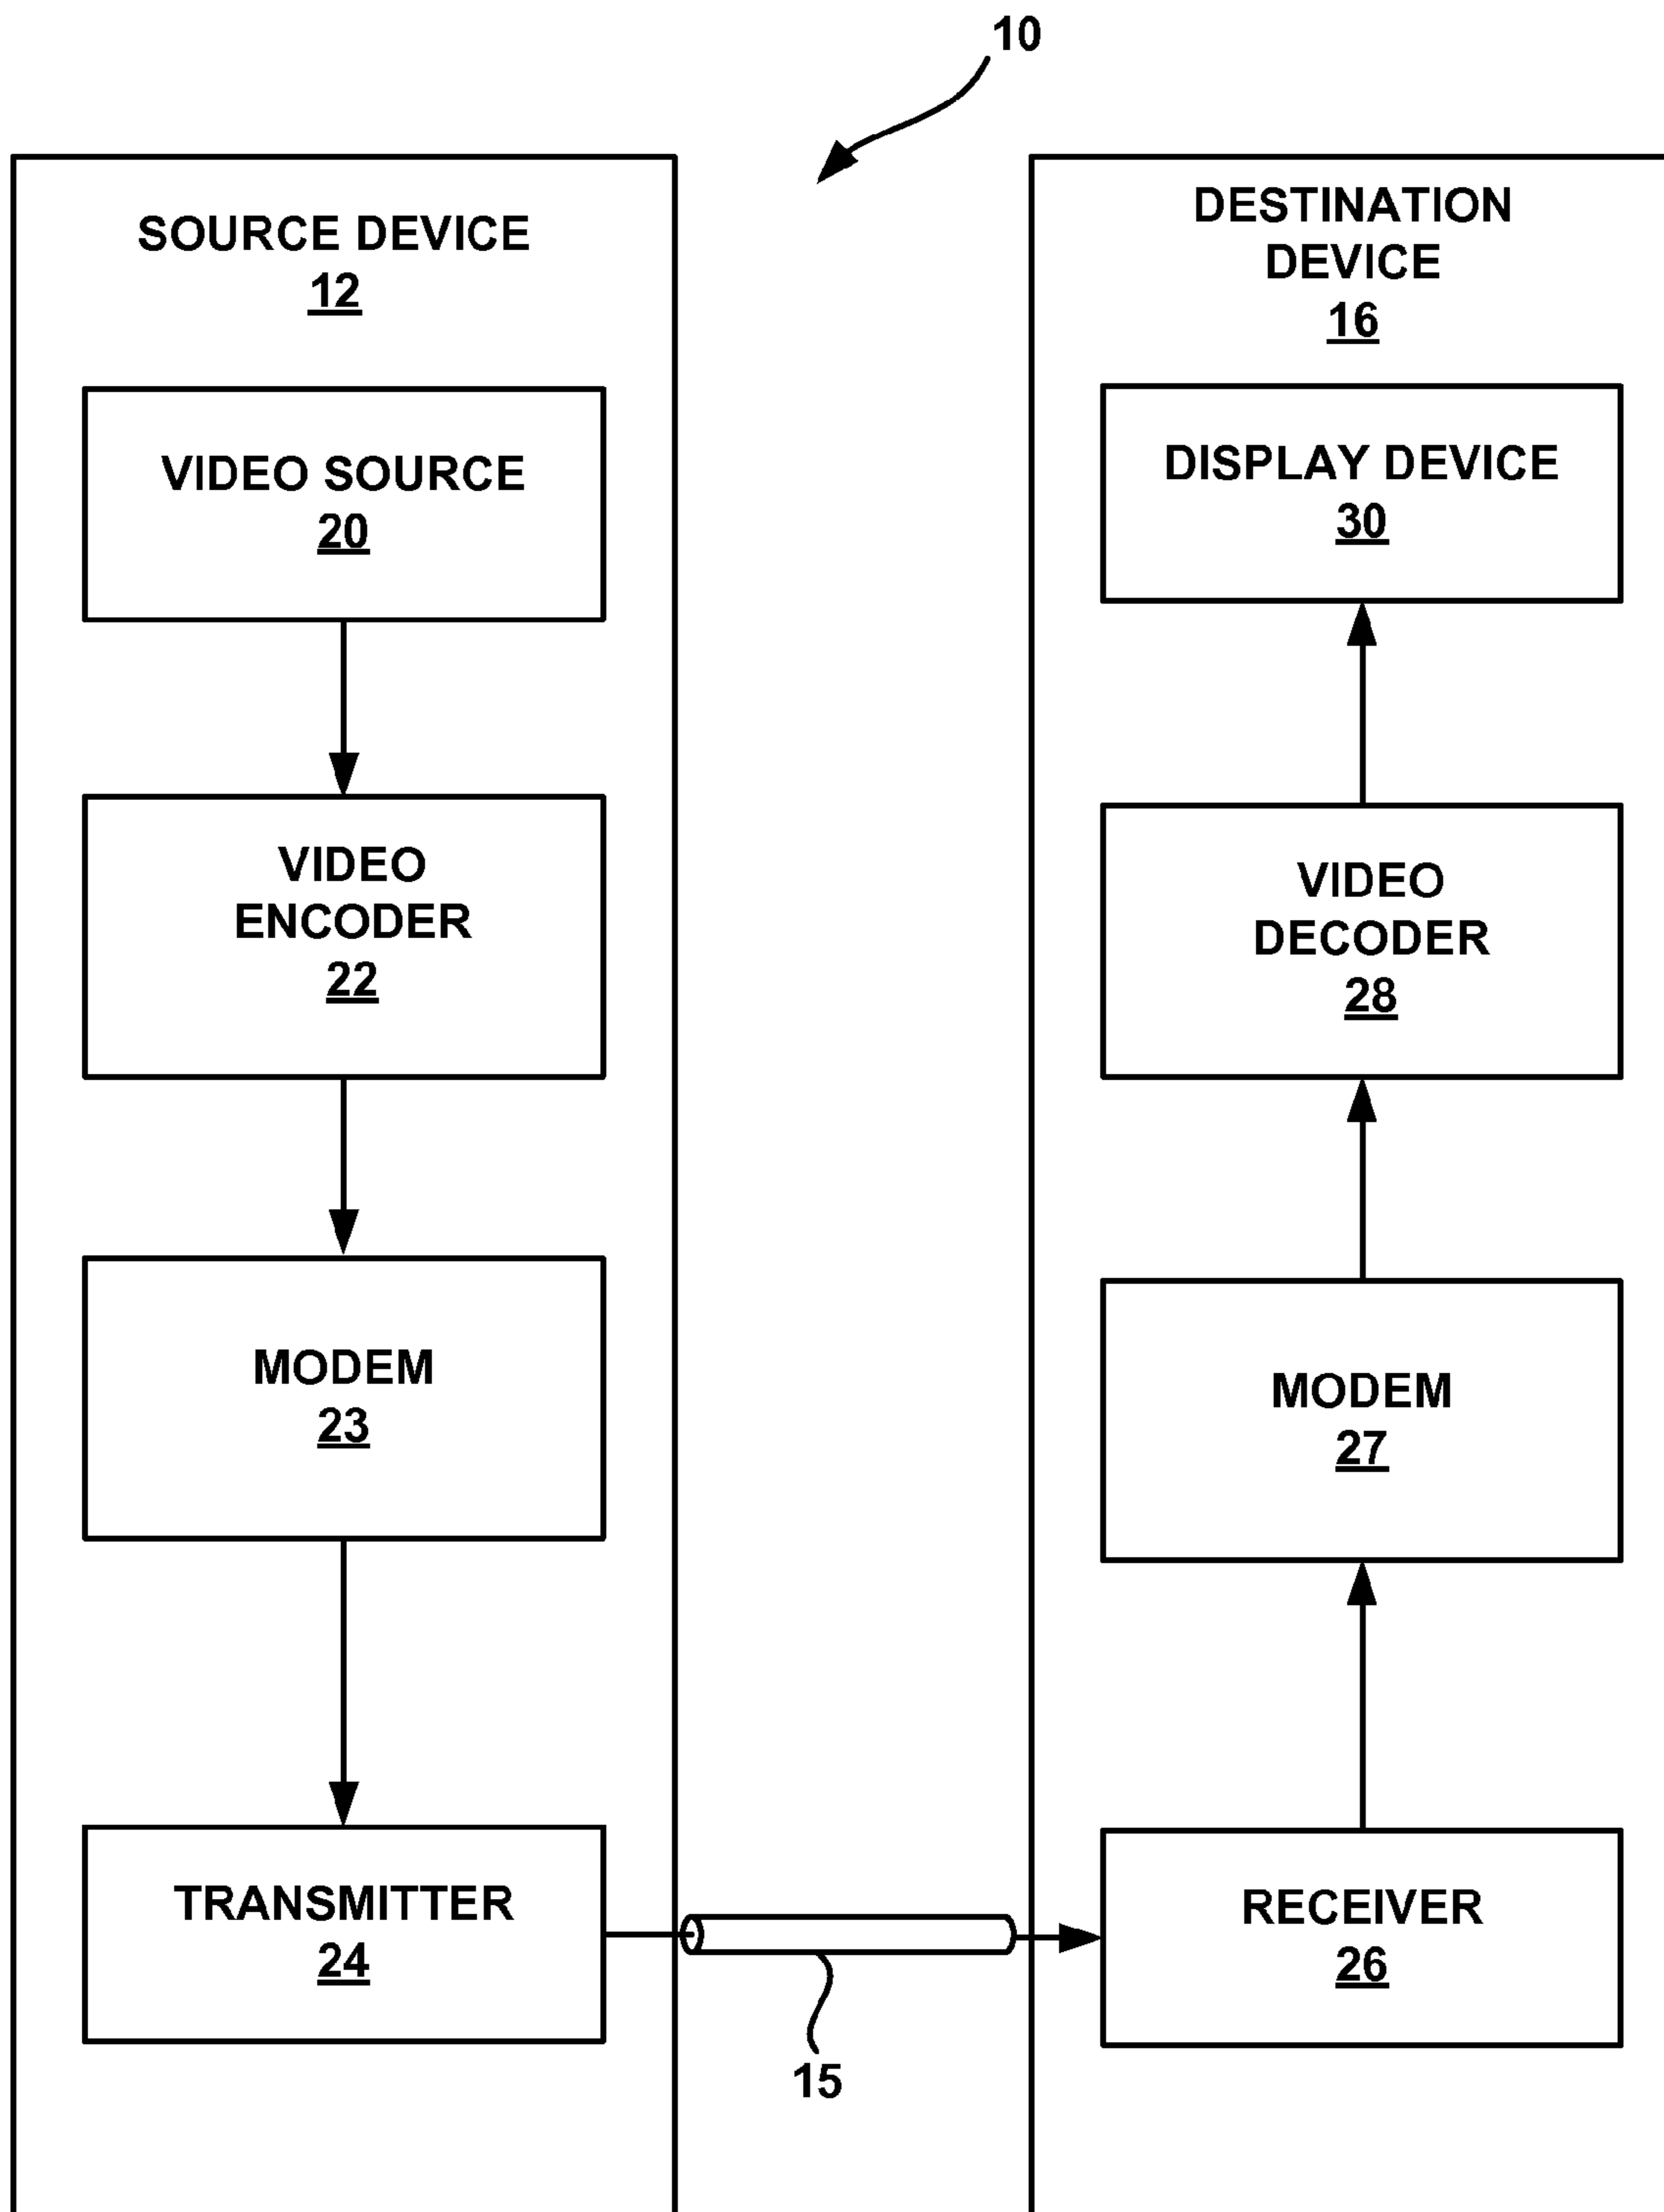 10
SOURCE DEVICE
12
VIDEO SOURCE
20
VIDEO
ENCODER
22
MODEM
23
TRANSMITTER
24
15
DESTINATION
DEVICE
16
DISPLAY DEVICE
30
VIDEO
DECODER
28
MODEM
27
RECEIVER
26